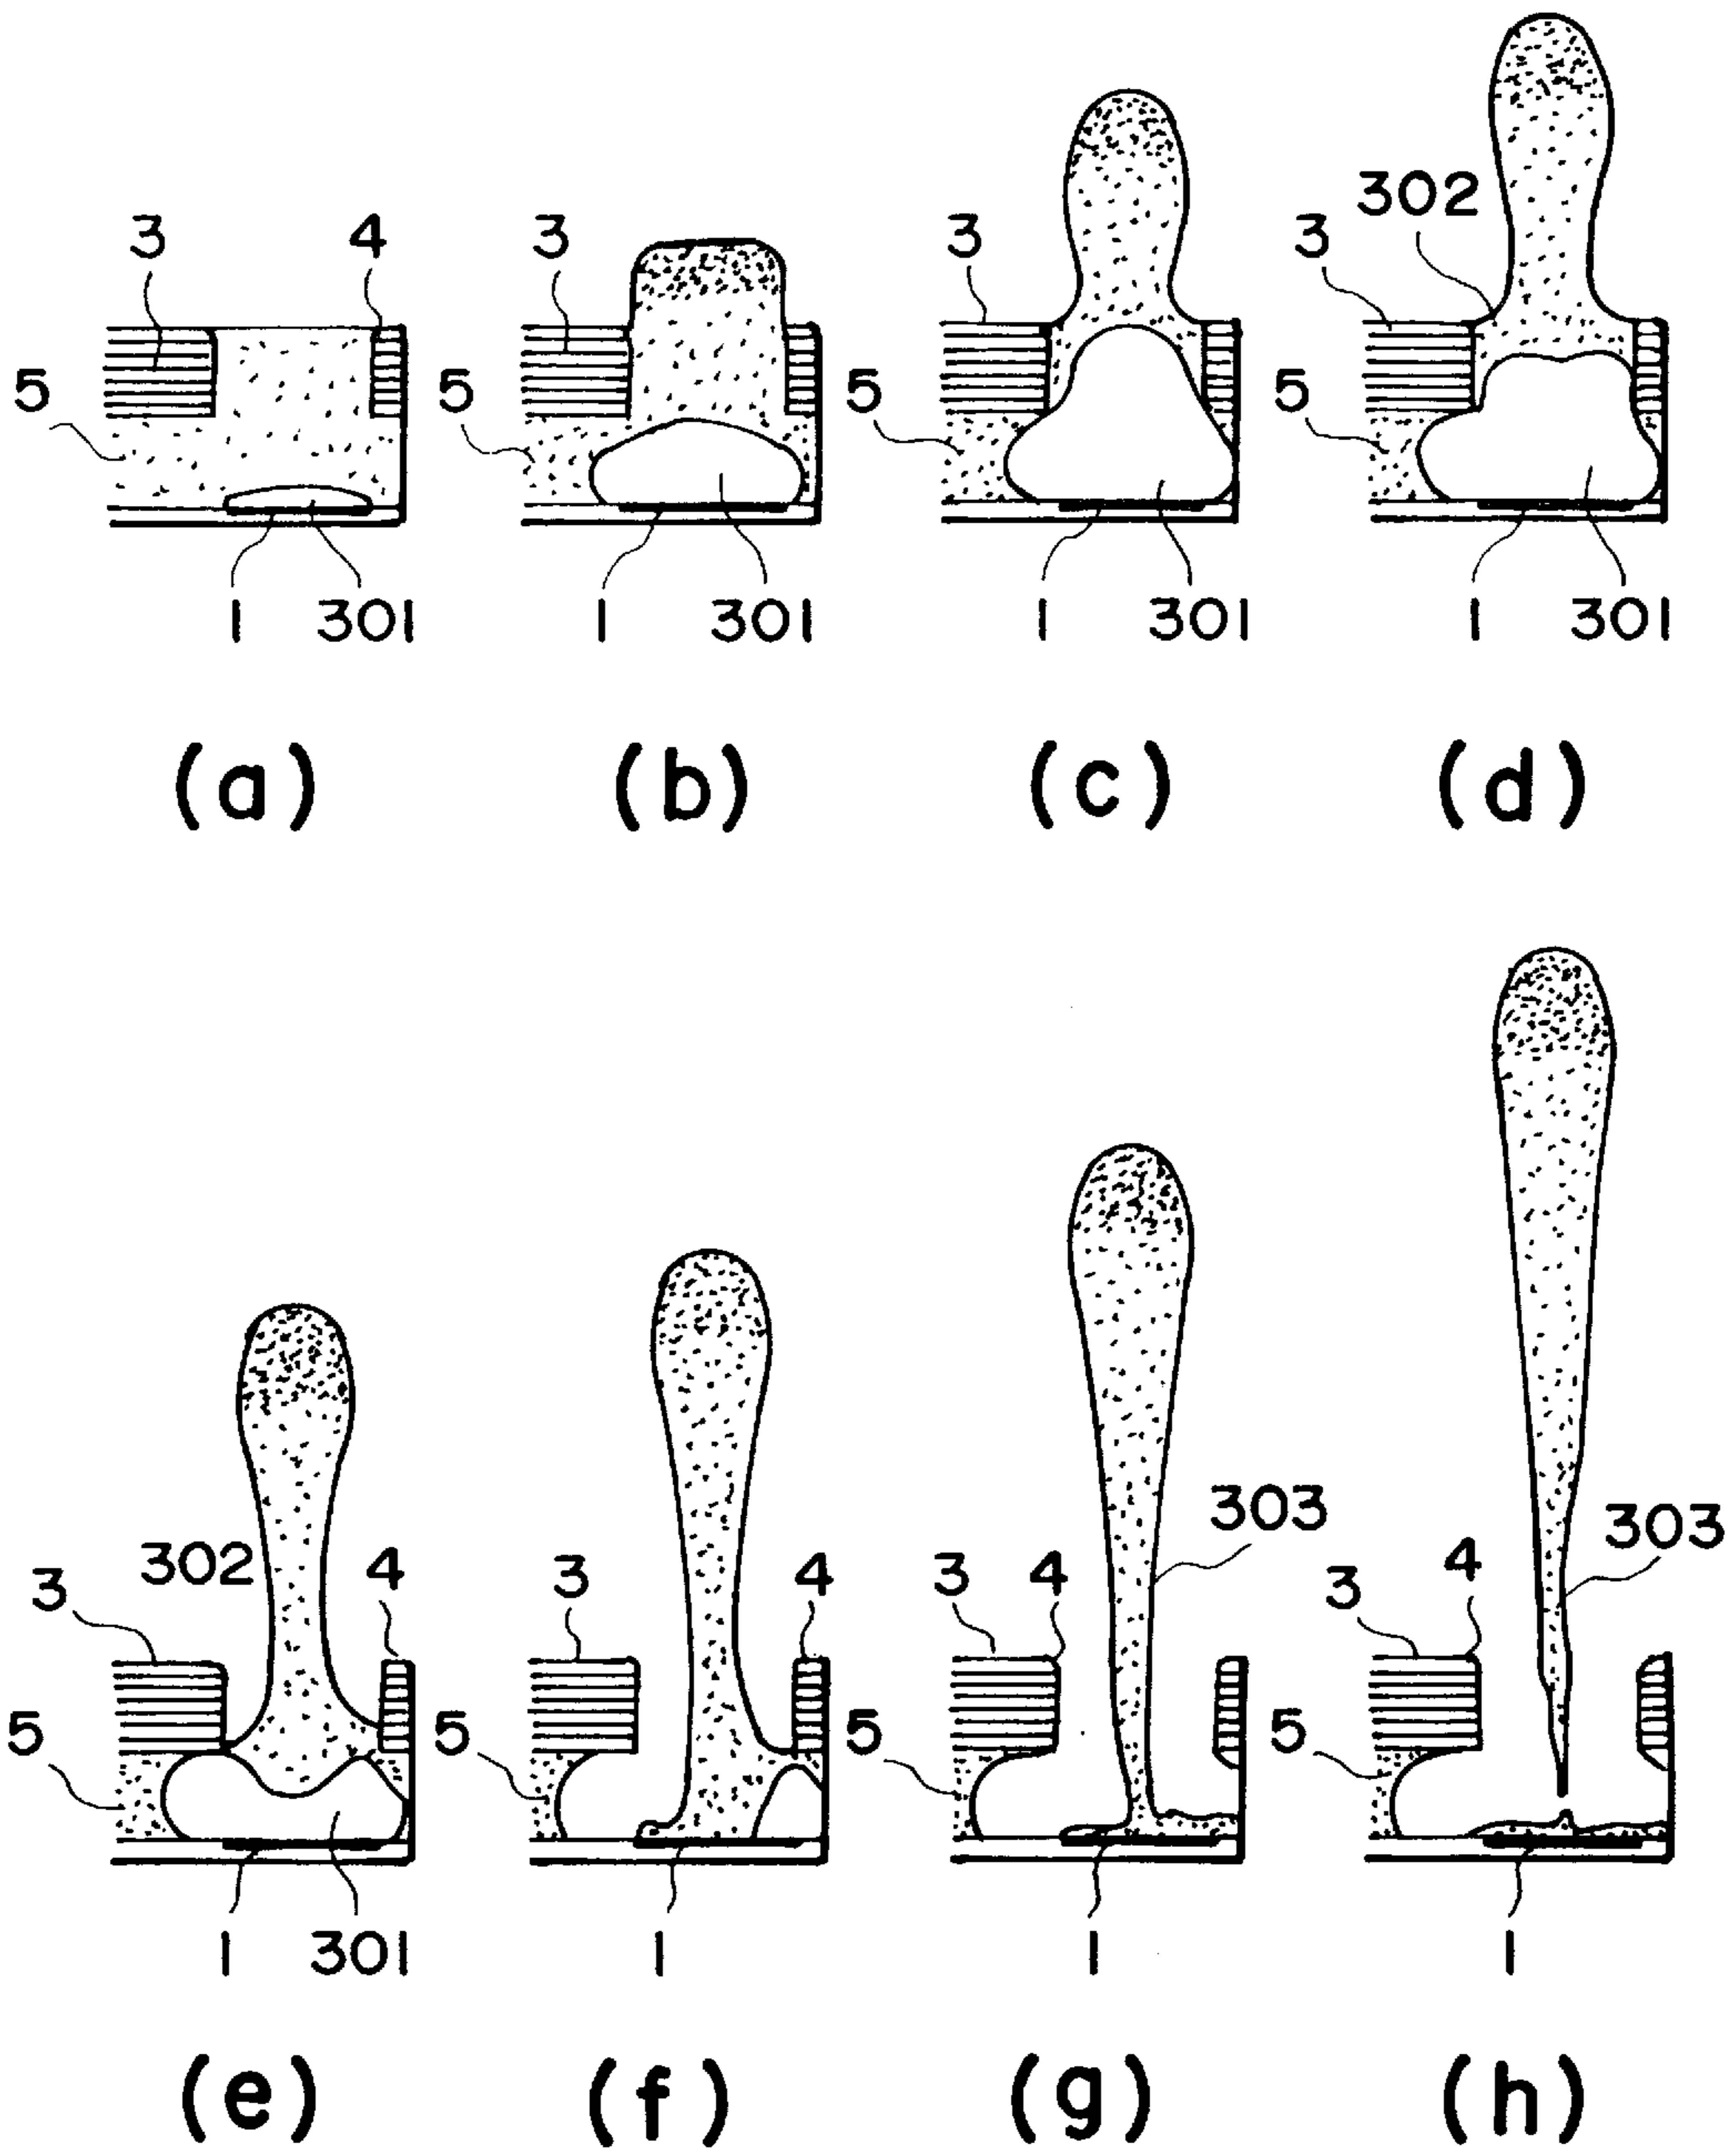 3 4 3 3 302 3
5 5 5 5
1 301 1 301 1 301 1 301
(a) (b) (c) (d)
302 303 303
3 4 3 4 3 4 3 4
5 5 5 5
1 301 1 1 1
(e) (f) (g) (h)